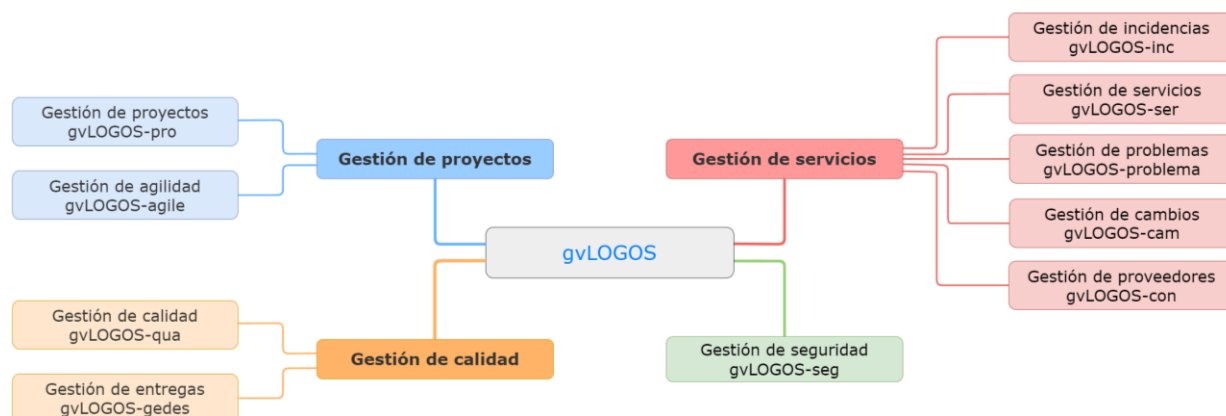 Gestión de incidencias
gvLOGOS-inc
Gestión de servicios
gvLOGOS-ser
Gestión de proyectos
gvLOGOS-pro
Gestión de proyectos
Gestión de servicios
Gestión de problemas
gvLOGOS-problema
Gestión de agilidad
gvLOGOS-agile
Gestión de cambios
gvLOGOS-cam
gvLOGOS
Gestión de proveedores
gvLOGOS-con
Gestión de calidad
gvLOGOS-qua
Gestión de calidad
Gestión de seguridad
gvLOGOS-seg
Gestión de entregas
gvLOGOS-gedes